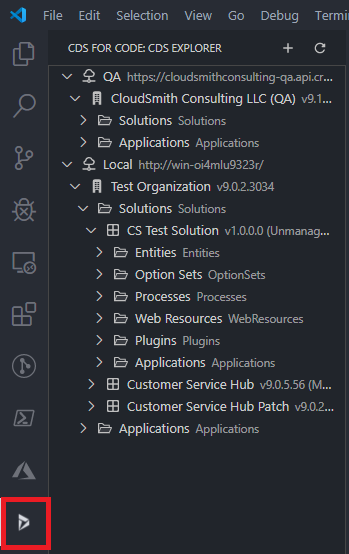 File Edit View Go Debug Termin
CDS FOR CODE: CDS EXPLORER
QA https://cloudsmithconsulting-qa.api.cr...
CloudSmith Consulting LLC (QA) v9.1...
Solutions Solutions
Applications Applications
Local http://win-oi4mlu9323r/
Test Organization v9.0.2.3034
Solutions Solutions
CS Test Solution v1.0.0.0 (Unmanag...
Entities Entities
Option Sets OptionSets
Processes Processes
Web Resources WebResources
Plugins Plugins
Applications Applications
Customer Service Hub v9.0.5.56 (M...
Customer Service Hub Patch v9.0.2...
Applications Applications